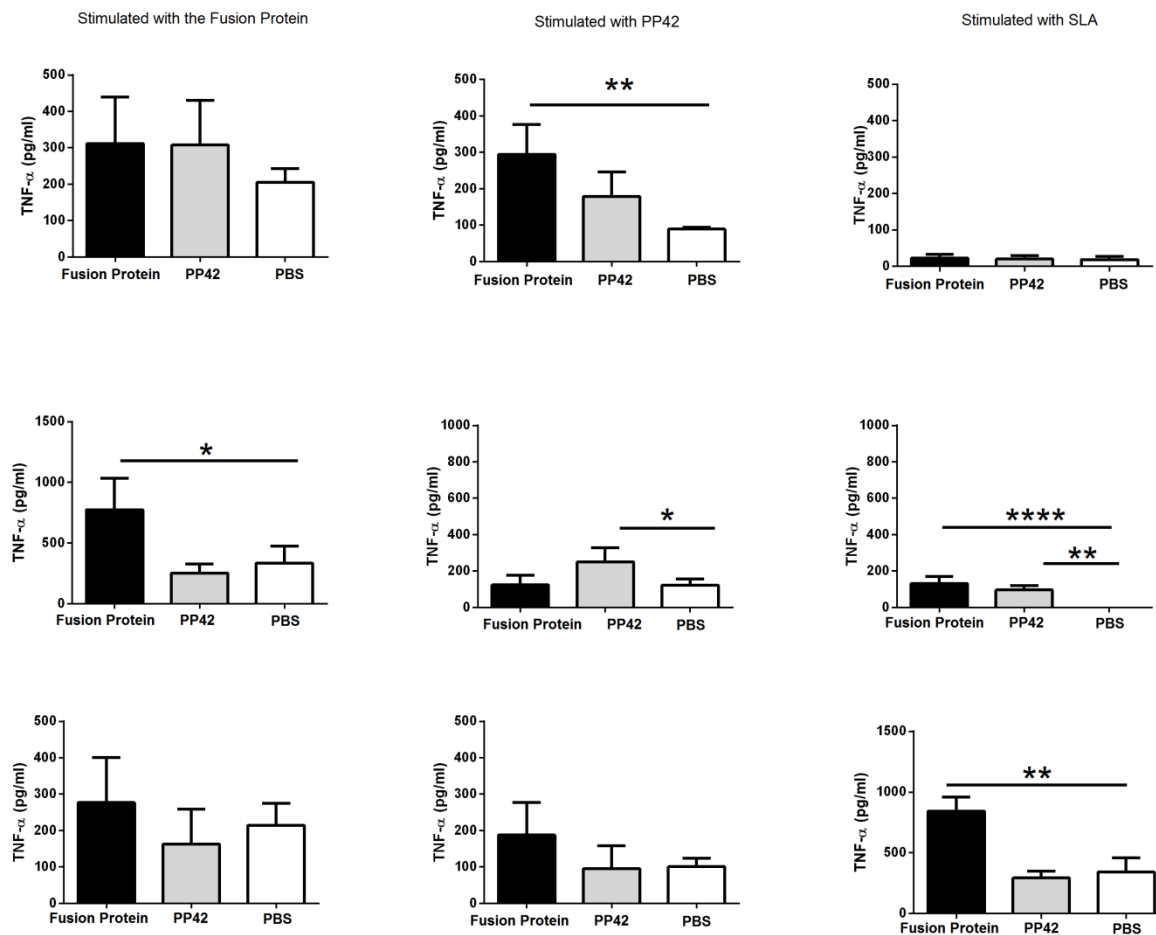 Stimulated with the Fusion Protein
Stimulated with PP42
Stimulated with SLA
500
400
300
200
100
0
TNF-α (pg/ml)
Fusion Protein PP42 PBS
**
500
400
300
200
100
0
TNF-α (pg/ml)
Fusion Protein PP42 PBS
500
400
300
200
100
0
TNF-α (pg/ml)
Fusion Protein PP42 PBS
*
1500
1000
500
0
TNF-α (pg/ml)
Fusion Protein PP42 PBS
*
1000
800
600
400
200
0
TNF-α (pg/ml)
Fusion Protein PP42 PBS
****
**
1000
800
600
400
200
0
TNF-α (pg/ml)
Fusion Protein PP42 PBS
500
400
300
200
100
0
TNF-α (pg/ml)
Fusion Protein PP42 PBS
500
400
300
200
100
0
TNF-α (pg/ml)
Fusion Protein PP42 PBS
**
1500
1000
500
0
TNF-α (pg/ml)
Fusion Protein PP42 PBS